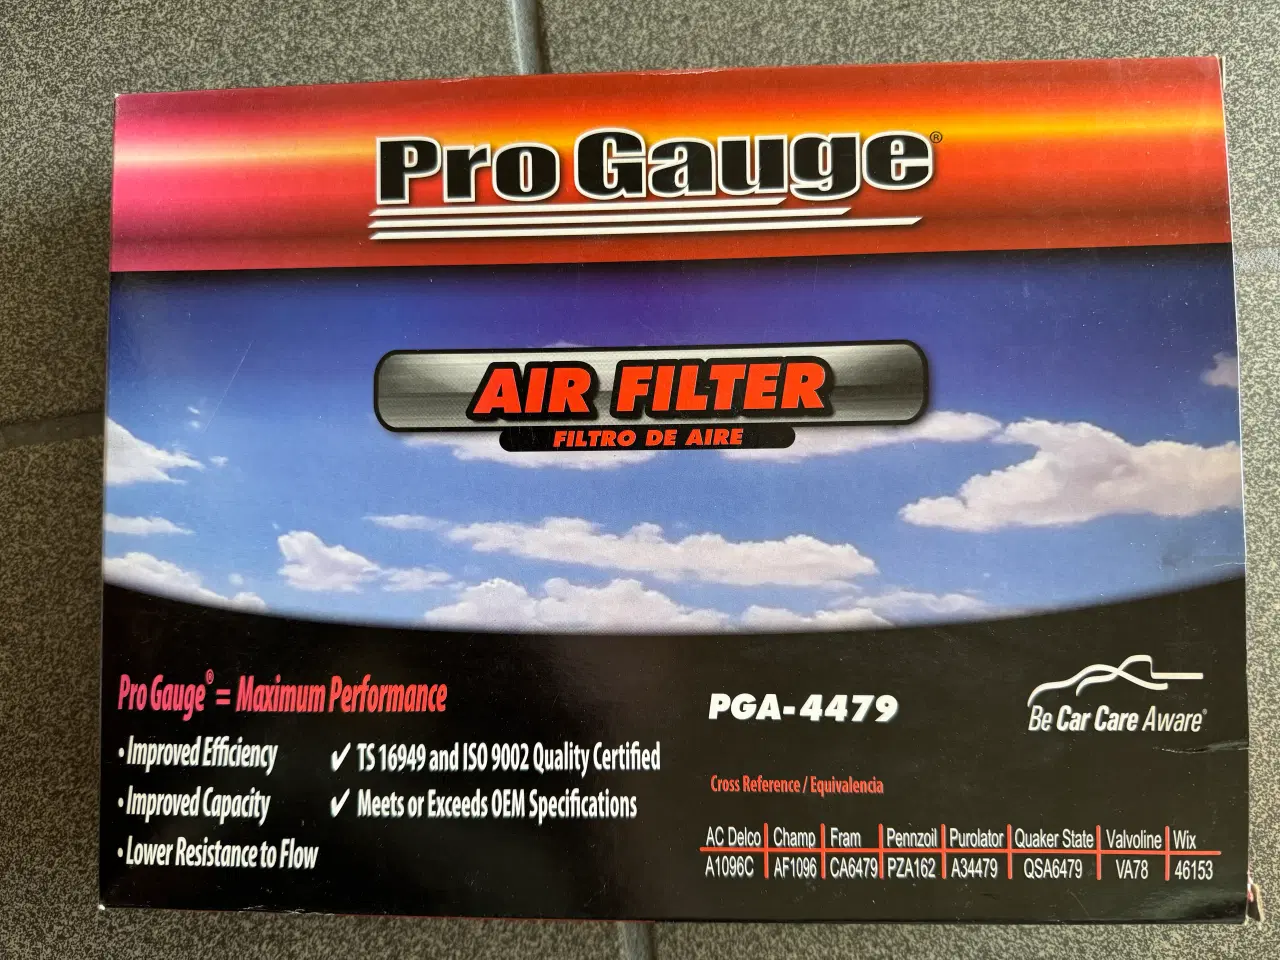 Pro Gauge®
AIR FILTER
FILTRO DE AIRE
Pro Gauge® = Maximum Performance
• Improved Efficiency
• Improved Capacity
• Lower Resistance to Flow
✓ TS 16949 and ISO 9002 Quality Certified
✓ Meets or Exceeds OEM Specifications
PGA-4479
Be Car Care Aware®
Cross Reference / Equivalencia
AC Delco Champ Fram Pennzoil Purolator Quaker State Valvoline Wix
A1096C AF1096 CA6479 PZA162 A34479 QSA6479 VA78 46153